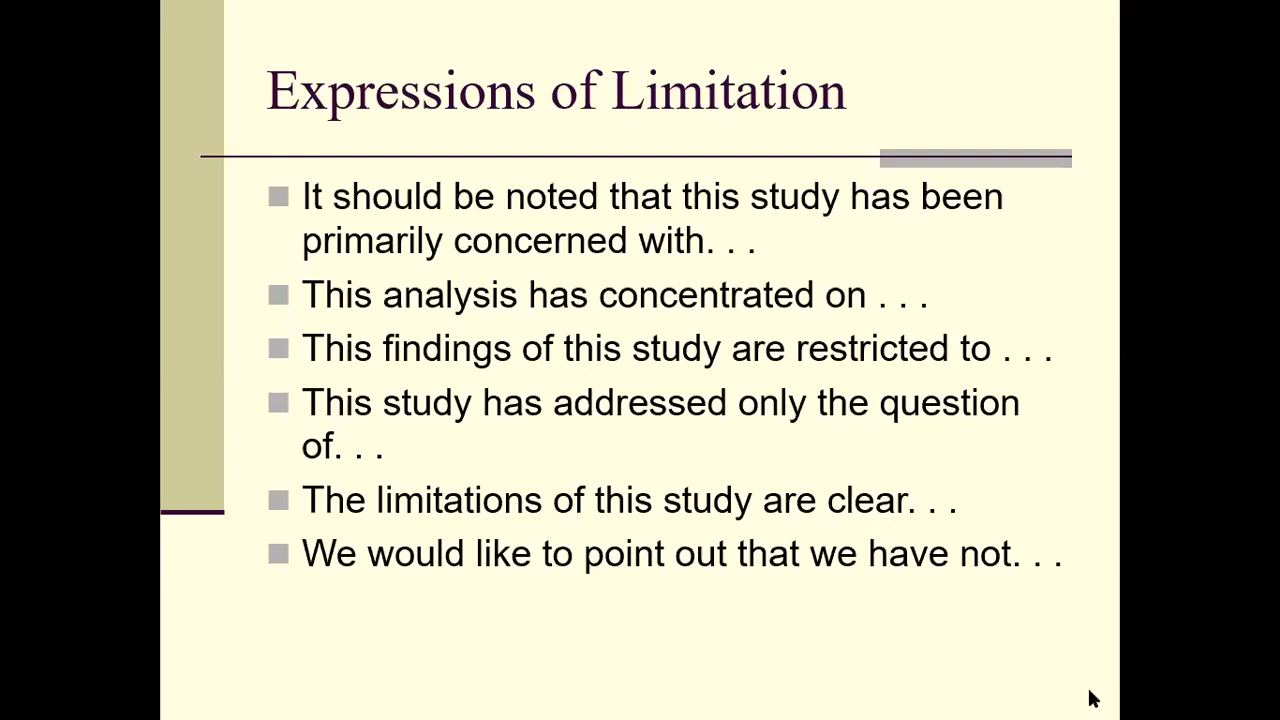 Expressions of Limitation
It should be noted that this study has been
primarily concerned with. . .
This analysis has concentrated on . . .
This findings of this study are restricted to . . .
This study has addressed only the question
of. . .
The limitations of this study are clear. . .
We would like to point out that we have not. . .